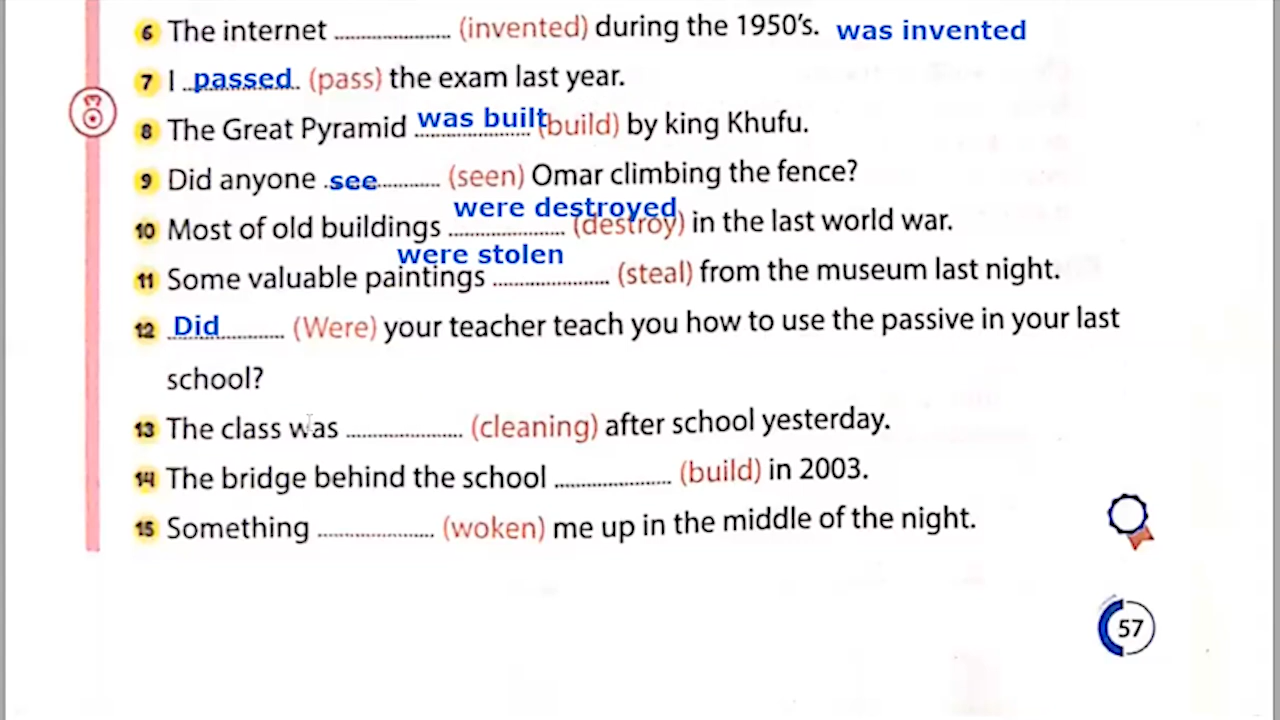 6 The internet ...................... (invented) during the 1950's. was invented
7 I ..passed.. (pass) the exam last year.
8 The Great Pyramid was built (build) by king Khufu.
9 Did anyone .see............ (seen) Omar climbing the fence?
10 Most of old buildings were destroyed (destroy) in the last world war.
11 Some valuable paintings were stolen (steal) from the museum last night.
12 Did............ (Were) your teacher teach you how to use the passive in your last
school?
13 The class was ...................... (cleaning) after school yesterday.
14 The bridge behind the school ...................... (build) in 2003.
15 Something ...................... (woken) me up in the middle of the night.
57